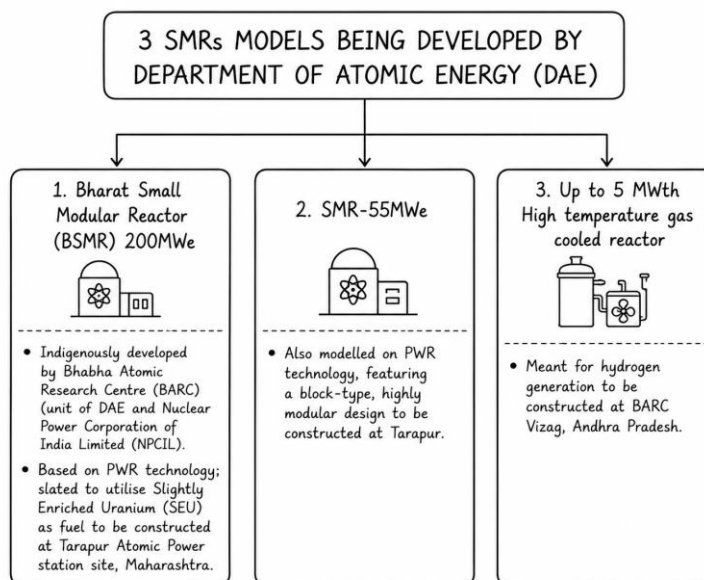 3 SMRs MODELS BEING DEVELOPED BY
DEPARTMENT OF ATOMIC ENERGY (DAE)
1. Bharat Small
Modular Reactor
(BSMR) 200MWe
• Indigenously developed
by Bhabha Atomic
Research Centre (BARC)
(unit of DAE and Nuclear
Power Corporation of
India Limited (NPCIL).
• Based on PWR technology;
slated to utilise Slightly
Enriched Uranium (SEU)
as fuel to be constructed
at Tarapur Atomic Power
station site, Maharashtra.
2. SMR-55MWe
• Also modelled on PWR
technology, featuring
a block-type, highly
modular design to be
constructed at Tarapur.
3. Up to 5 MWth
High temperature gas
cooled reactor
• Meant for hydrogen
generation to be
constructed at BARC
Vizag, Andhra Pradesh.